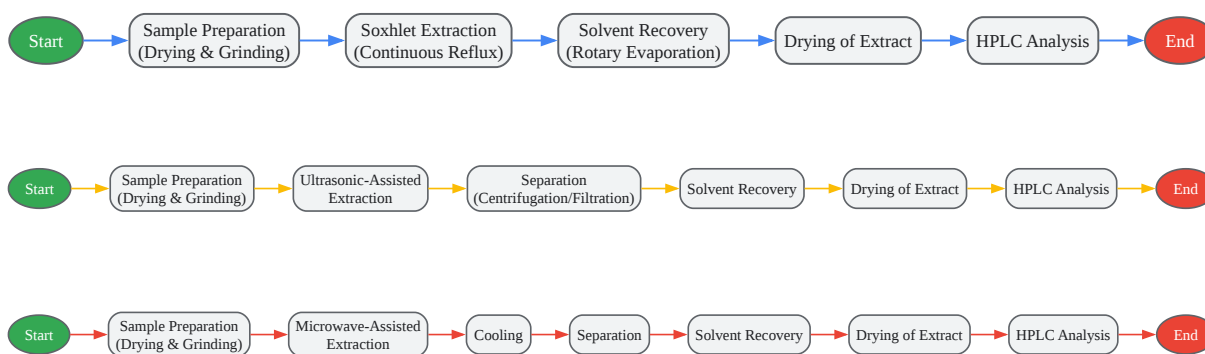 Start
Sample Preparation
(Drying & Grinding)
Soxhlet Extraction
(Continuous Reflux)
Solvent Recovery
(Rotary Evaporation)
Drying of Extract
HPLC Analysis
End
Start
Sample Preparation
(Drying & Grinding)
Ultrasonic-Assisted
Extraction
Separation
(Centrifugation/Filtration)
Solvent Recovery
Drying of Extract
HPLC Analysis
End
Start
Sample Preparation
(Drying & Grinding)
Microwave-Assisted
Extraction
Cooling
Separation
Solvent Recovery
Drying of Extract
HPLC Analysis
End